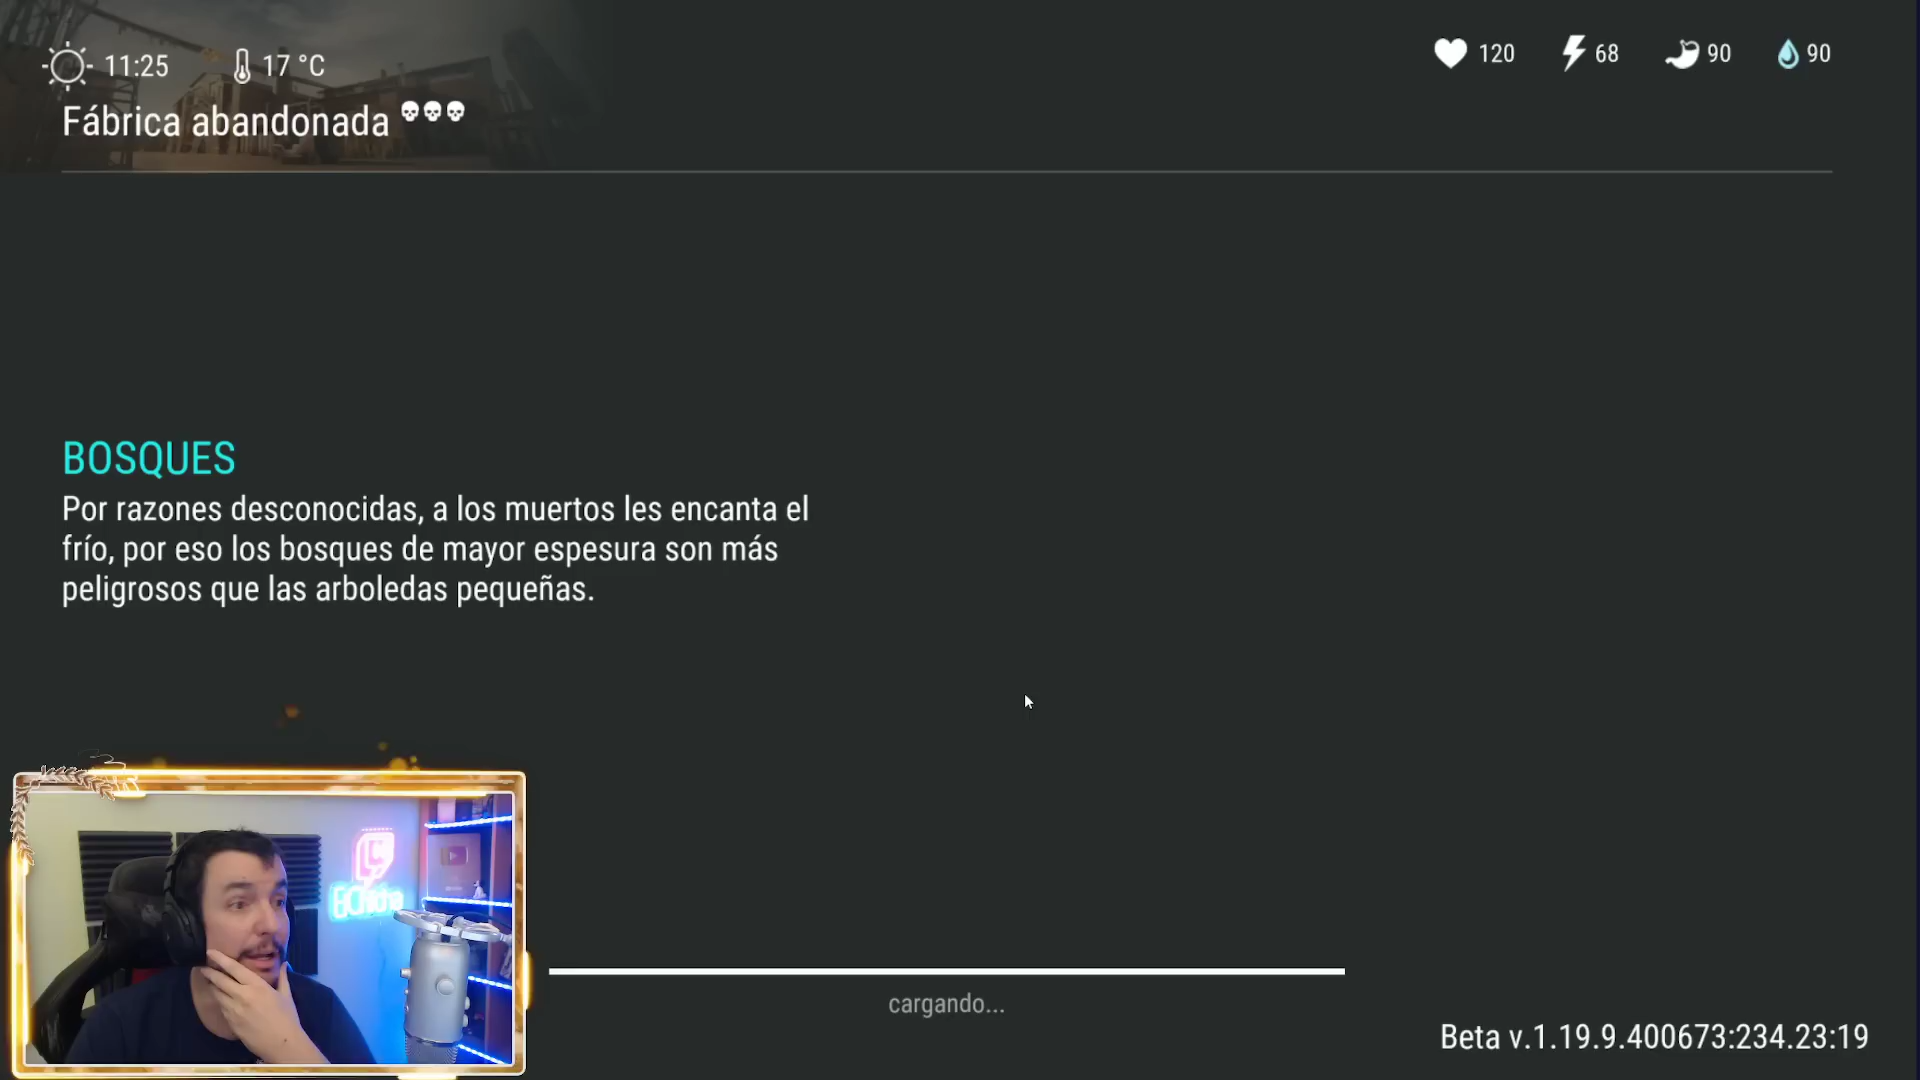 11:25
17 °C
120
68
90
90
Fábrica abandonada
BOSQUES
Por razones desconocidas, a los muertos les encanta el
frío, por eso los bosques de mayor espesura son más
peligrosos que las arboledas pequeñas.
cargando...
Beta v.1.19.9.400673:234.23:19